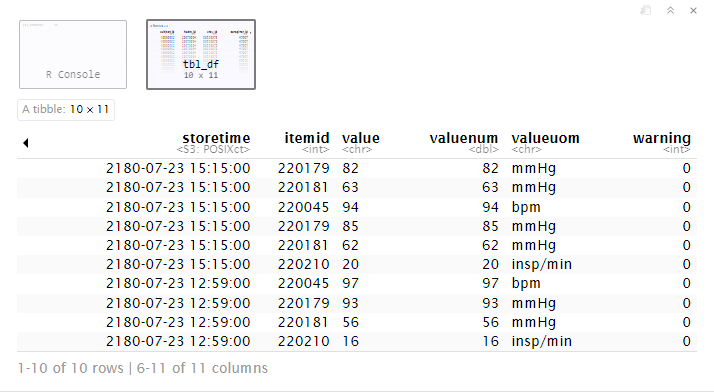 R Console
tbl_df
10 x 11
A tibble: 10 × 11
storetime itemid value valuenum valueuom warning
<S3: POSIXct> <int> <chr> <dbl> <chr> <int>
2180-07-23 15:15:00 220179 82 82 mmHg 0
2180-07-23 15:15:00 220181 63 63 mmHg 0
2180-07-23 15:15:00 220045 94 94 bpm 0
2180-07-23 15:15:00 220179 85 85 mmHg 0
2180-07-23 15:15:00 220181 62 62 mmHg 0
2180-07-23 15:15:00 220210 20 20 insp/min 0
2180-07-23 12:59:00 220045 97 97 bpm 0
2180-07-23 12:59:00 220179 93 93 mmHg 0
2180-07-23 12:59:00 220181 56 56 mmHg 0
2180-07-23 12:59:00 220210 16 16 insp/min 0
1-10 of 10 rows | 6-11 of 11 columns